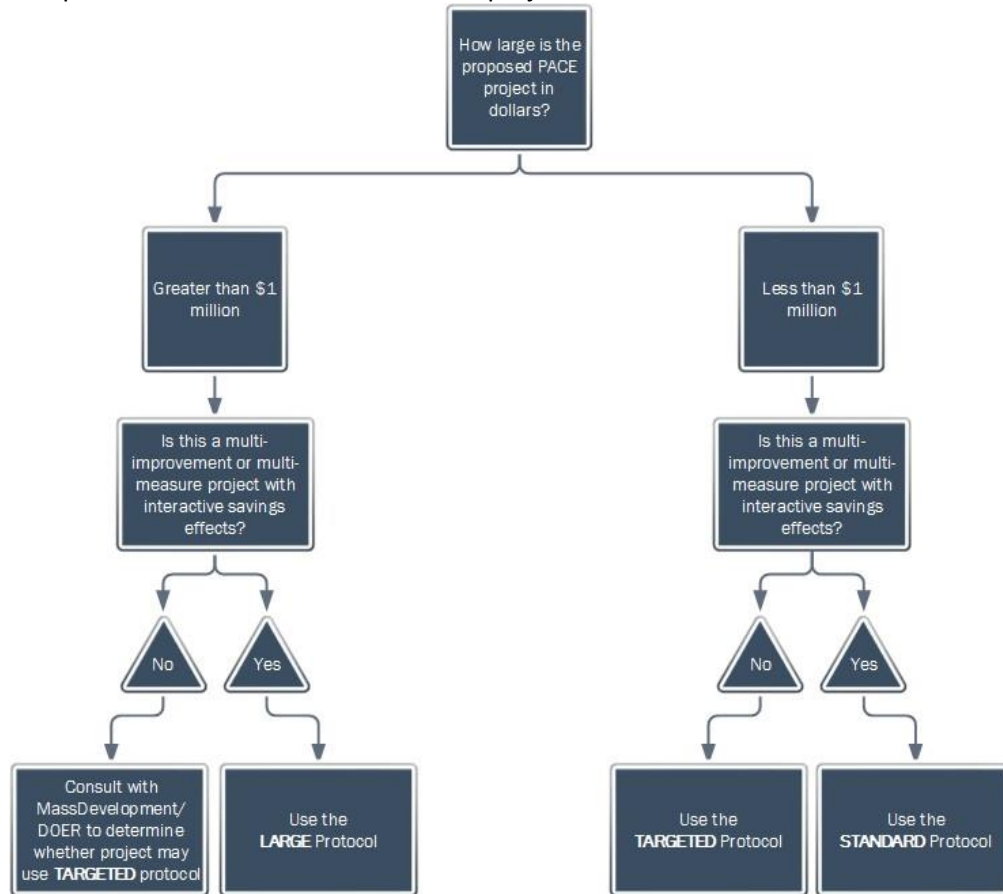 How large is the
proposed PACE
project in
dollars?
Greater than $1
million
Less than $1
million
Is this a multi-
improvement or multi-
measure project with
interactive savings
effects?
Is this a multi-
improvement or multi-
measure project with
interactive savings
effects?
No
Yes
No
Yes
Consult with
MassDevelopment/
DOER to determine
whether project may
use TARGETED protocol
Use the
LARGE Protocol
Use the
TARGETED Protocol
Use the
STANDARD Protocol